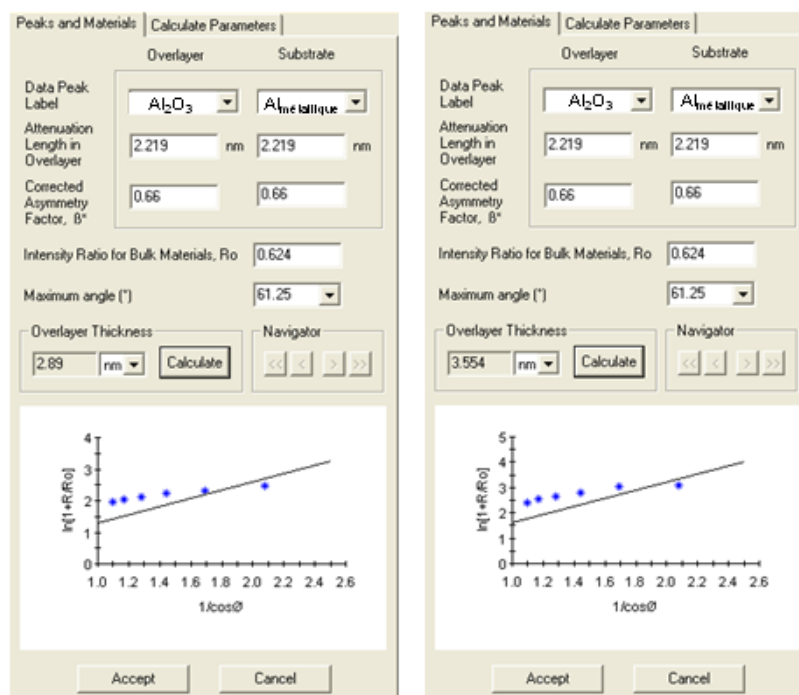 Peaks and Materials Calculate Parameters
Overlayer Substrate
Data Peak Label Al₂O₃ Almétallique
Attenuation Length in Overlayer 2.219 nm 2.219 nm
Corrected Asymmetry Factor, ß* 0.66 0.66
Intensity Ratio for Bulk Materials, Ro 0.624
Maximum angle (°) 61.25
Overlayer Thickness Navigator
2.89 nm Calculate << < > >>
4
3
2
1
0
ln[1+R/Ro]
1.0 1.2 1.4 1.6 1.8 2.0 2.2 2.4 2.6
1/cosØ
Accept Cancel
Peaks and Materials Calculate Parameters
Overlayer Substrate
Data Peak Label Al₂O₃ Almétallique
Attenuation Length in Overlayer 2.219 nm 2.219 nm
Corrected Asymmetry Factor, ß* 0.66 0.66
Intensity Ratio for Bulk Materials, Ro 0.624
Maximum angle (°) 61.25
Overlayer Thickness Navigator
3.554 nm Calculate << < > >>
5
4
3
2
1
0
ln[1+R/Ro]
1.0 1.2 1.4 1.6 1.8 2.0 2.2 2.4 2.6
1/cosØ
Accept Cancel